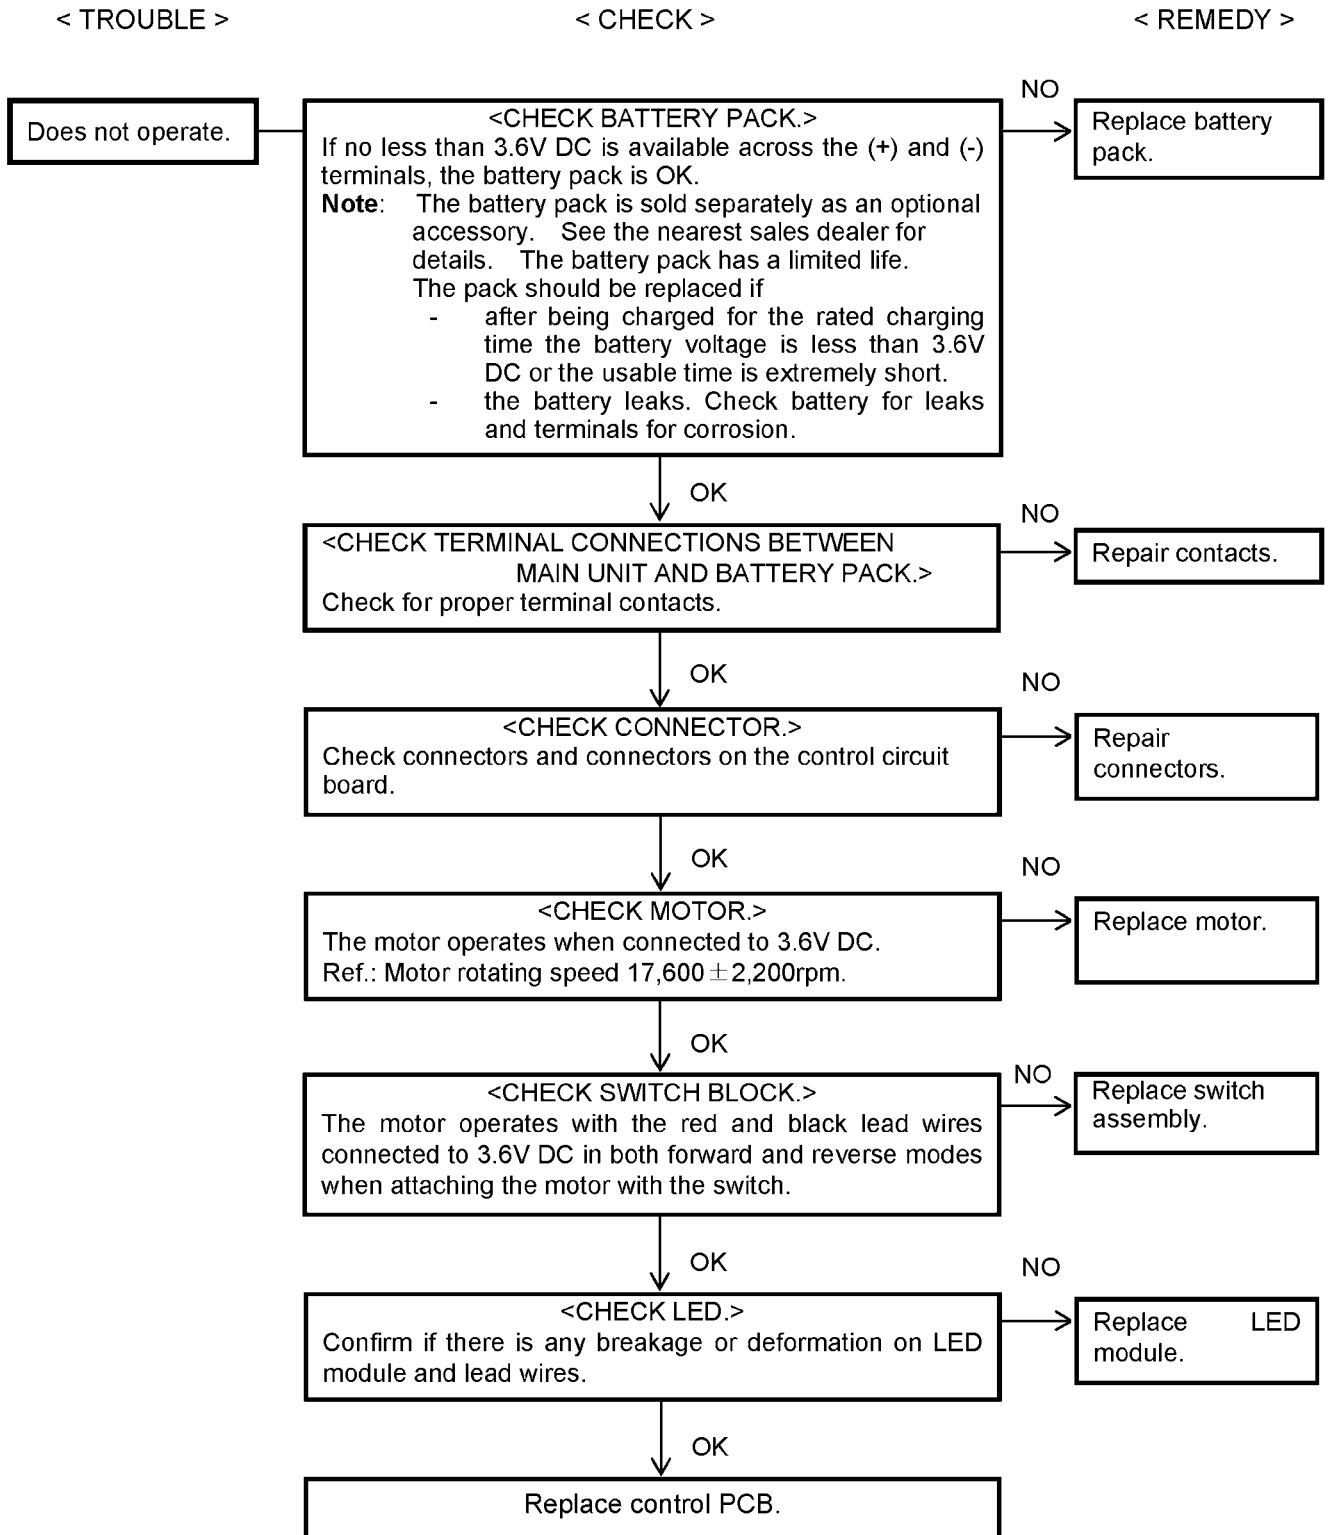 < TROUBLE >
< CHECK >
< REMEDY >
Does not operate.
<CHECK BATTERY PACK.>
If no less than 3.6V DC is available across the (+) and (-)
terminals, the battery pack is OK.
Note: The battery pack is sold separately as an optional
accessory. See the nearest sales dealer for
details. The battery pack has a limited life.
The pack should be replaced if
- after being charged for the rated charging
time the battery voltage is less than 3.6V
DC or the usable time is extremely short.
- the battery leaks. Check battery for leaks
and terminals for corrosion.
NO
Replace battery
pack.
OK
<CHECK TERMINAL CONNECTIONS BETWEEN
MAIN UNIT AND BATTERY PACK.>
Check for proper terminal contacts.
NO
Repair contacts.
OK
<CHECK CONNECTOR.>
Check connectors and connectors on the control circuit
board.
NO
Repair
connectors.
OK
<CHECK MOTOR.>
The motor operates when connected to 3.6V DC.
Ref.: Motor rotating speed 17,600±2,200rpm.
NO
Replace motor.
OK
<CHECK SWITCH BLOCK.>
The motor operates with the red and black lead wires
connected to 3.6V DC in both forward and reverse modes
when attaching the motor with the switch.
NO
Replace switch
assembly.
OK
<CHECK LED.>
Confirm if there is any breakage or deformation on LED
module and lead wires.
NO
Replace LED
module.
OK
Replace control PCB.